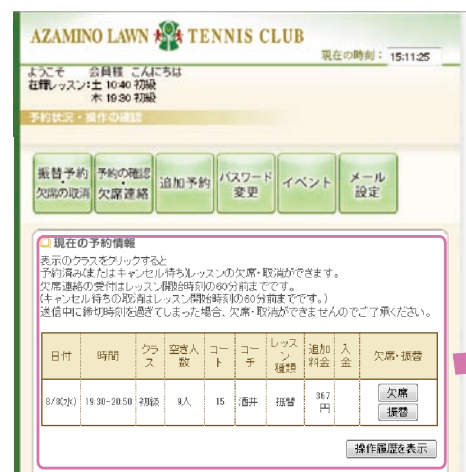 AZAMINO LAWN TENNIS CLUB
現在の時刻： 15:11:25
ようこそ 会員様 こんにちは
在籍レッスン:土 10:40 初級
木 19:30 初級
予約状況・操作の確認
振替予約・欠席の取消
予約の確認・欠席連絡
追加予約
パスワード変更
イベント
メール設定
現在の予約情報
表示のクラスをクリックすると
予約済み(またはキャンセル待ち)レッスンの欠席・取消ができます。
欠席連絡の受付はレッスン開始時刻の60分前までです。
(キャンセル待ちの取消はレッスン開始時刻の60分前までです。)
送信中に締切時刻を過ぎてしまった場合、欠席・取消ができませんのでご了承ください。
日付 時間 クラス 空き人数 コート コーチ レッスン種類 追加料金 入金 欠席・振替
8/8(水) 19:30-20:50 初級 9人 15 酒井 振替 367円 欠席
振替
操作履歴を表示